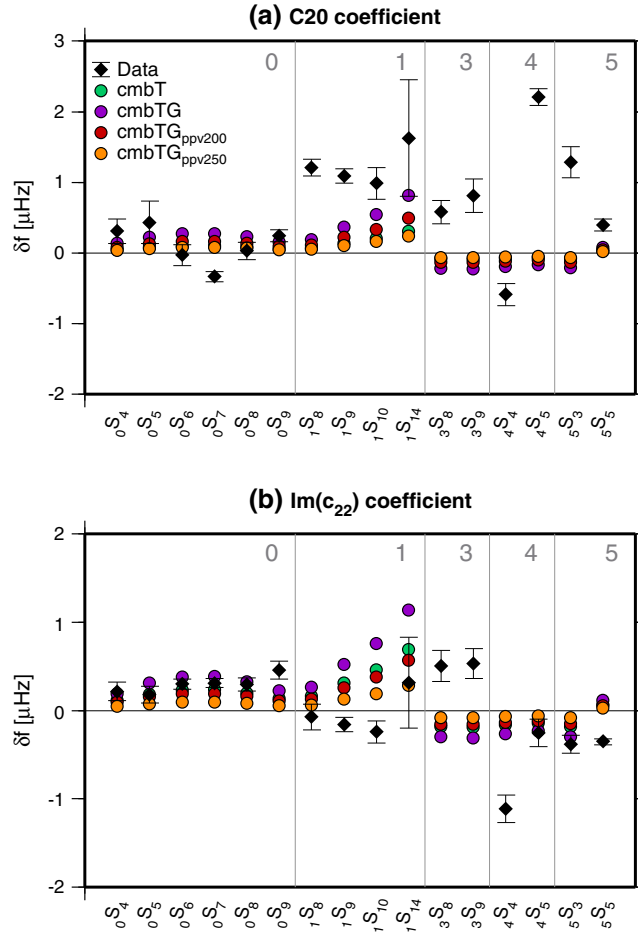 (a) C20 coefficient
3
2
1
0
-1
-2
δf [μHz]
0 1 3 4 5
Data
cmbT
cmbTG
cmbTGppv200
cmbTGppv250
0S4 0S5 0S6 0S7 0S8 0S9 1S8 1S9 1S10 1S14 3S8 3S9 4S4 4S5 5S3 5S5
(b) Im(c22) coefficient
2
1
0
-1
-2
δf [μHz]
0 1 3 4 5
0S4 0S5 0S6 0S7 0S8 0S9 1S8 1S9 1S10 1S14 3S8 3S9 4S4 4S5 5S3 5S5